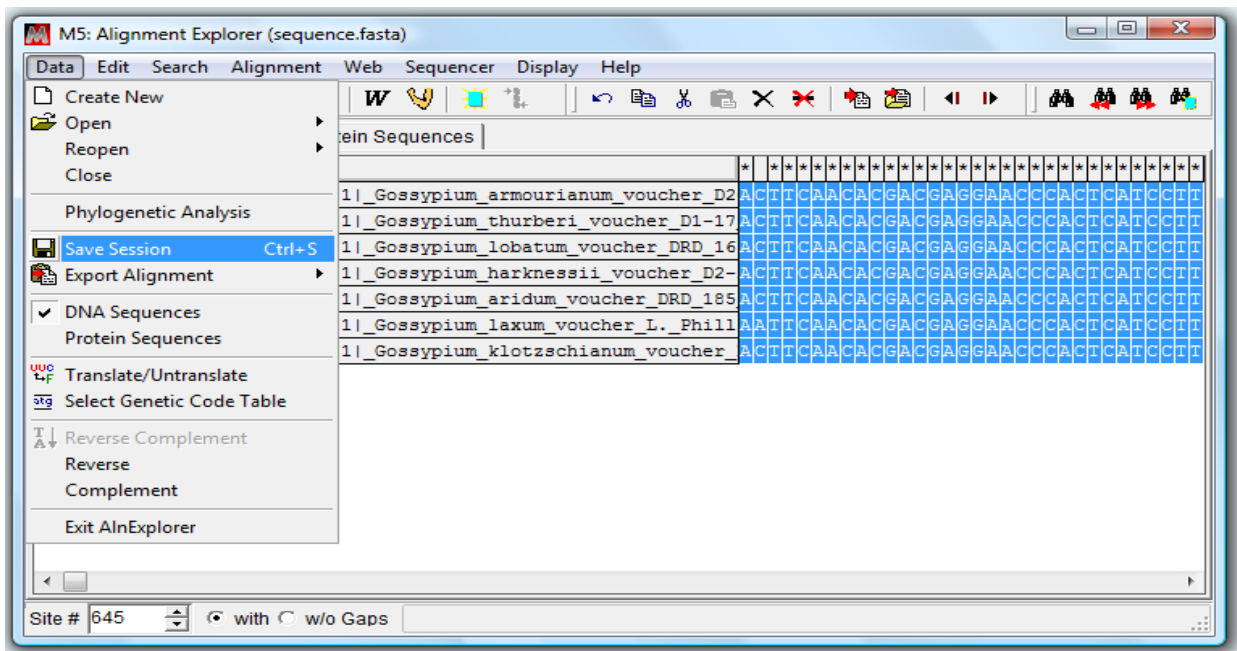 M5: Alignment Explorer (sequence.fasta)
Data Edit Search Alignment Web Sequencer Display Help
Create New
W
Open
Reopen
tein Sequences
Close
* ******************************
1|_Gossypium_armourianum_voucher_D2 ACTTCAACACGACGAGGAACCCACTCATCCTT
Phylogenetic Analysis
1|_Gossypium_thurberi_voucher_D1-17 ACTTCAACACGACGAGGAACCCACTCATCCTT
Save Session Ctrl+S
1|_Gossypium_lobatum_voucher_DRD_16 ACTTCAACACGACGAGGAACCCACTCATCCTT
Export Alignment
1|_Gossypium_harknessii_voucher_D2- ACTTCAACACGACGAGGAACCCACTCATCCTT
DNA Sequences
1|_Gossypium_aridum_voucher_DRD_185 ACTTCAACACGACGAGGAACCCACTCATCCTT
Protein Sequences
1|_Gossypium_laxum_voucher_L._Phill AATTCAACACGACGAGGAACCCACTCATCCTT
1|_Gossypium_klotzschianum_voucher_ ACTTCAACACGACGAGGAACCCACTCATCCTT
UUC F Translate/Untranslate
stg Select Genetic Code Table
T A Reverse Complement
Reverse
Complement
Exit AlnExplorer
Site # 645 with w/o Gaps